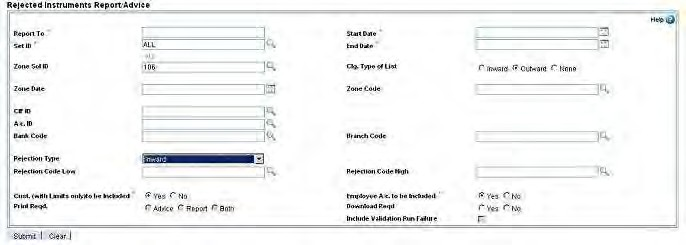 Rejected Instruments Report/Advice
Help
Report To * Start Date *
Set ID * ALL End Date *
ALL
Zone Sol ID 106 Clg. Type of List Inward Outward None
Zone Date Zone Code
Cif ID
A/c. ID
Bank Code Branch Code
Rejection Type Inward
Rejection Code Low Rejection Code High
Cust. (with Limits only)to be Included * Yes No Employee A/c. to be Included * Yes No
Print Reqd. Advice Report Both Download Reqd Yes No
Include Validation Run Failure
Submit Clear